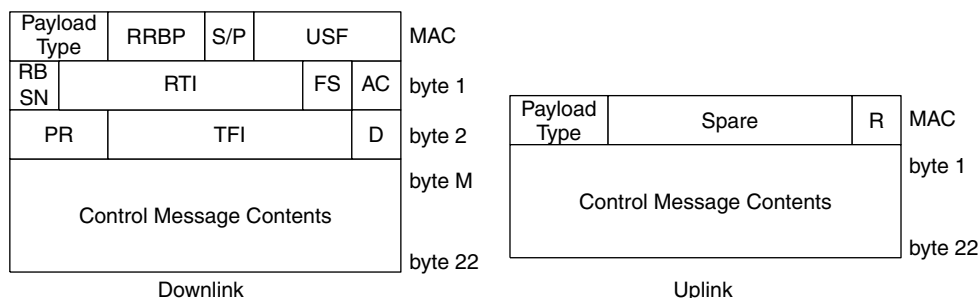 Payload
Type
RRBP
S/P
USF
MAC
RB
SN
RTI
FS
AC
byte 1
PR
TFI
D
byte 2
byte M
Control Message Contents
byte 22
Downlink
Payload
Type
Spare
R
MAC
byte 1
Control Message Contents
byte 22
Uplink